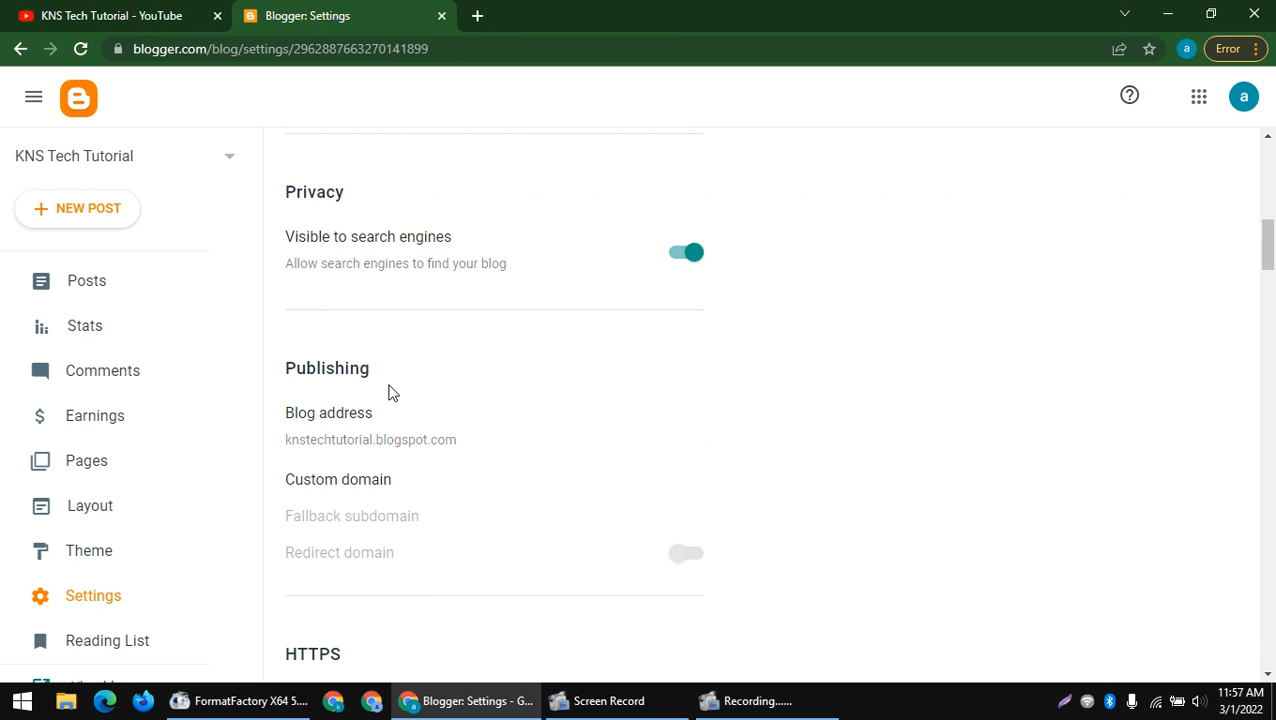 KNS Tech Tutorial - YouTube
Blogger: Settings
blogger.com/blog/settings/2962887663270141899
a
Error
a
KNS Tech Tutorial
NEW POST
Posts
Stats
Comments
Earnings
Pages
Layout
Theme
Settings
Reading List
Privacy
Visible to search engines
Allow search engines to find your blog
Publishing
Blog address
knstechtutorial.blogspot.com
Custom domain
Fallback subdomain
Redirect domain
HTTPS
FormatFactory X64 5....
Blogger: Settings - G...
Screen Record
Recording......
11:57 AM
3/1/2022